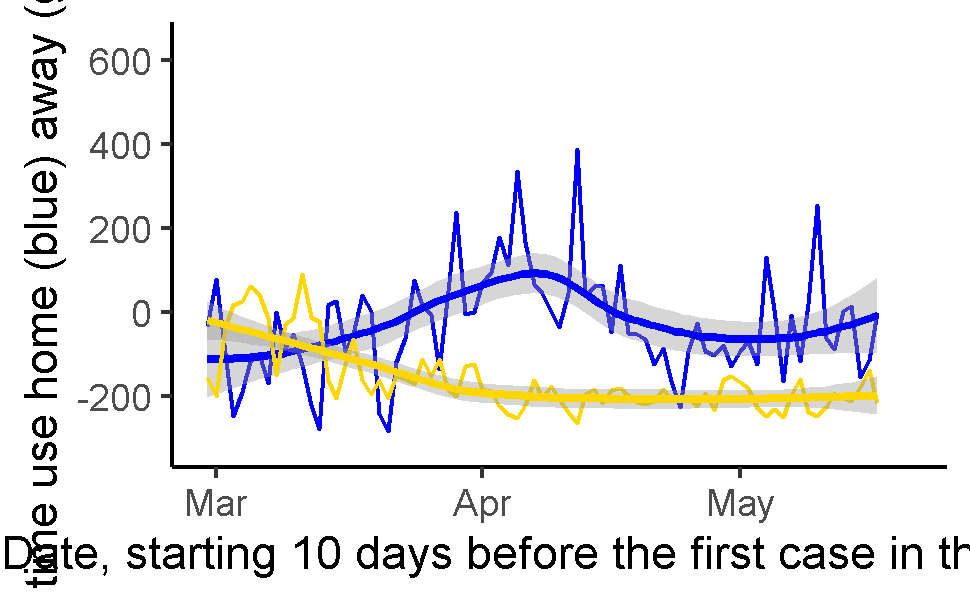 time use home (blue) away (
600
400
200
0
-200
Mar Apr May
Date, starting 10 days before the first case in th